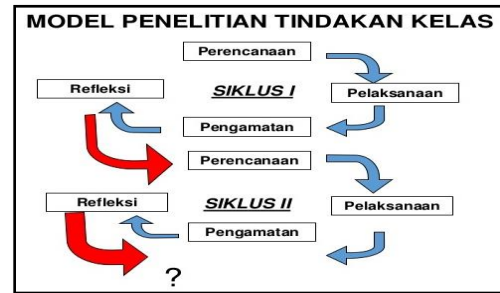 MODEL PENELITIAN TINDAKAN KELAS
Perencanaan
Refleksi
SIKLUS I
Pelaksanaan
Pengamatan
Perencanaan
Refleksi
SIKLUS II
Pelaksanaan
Pengamatan
?